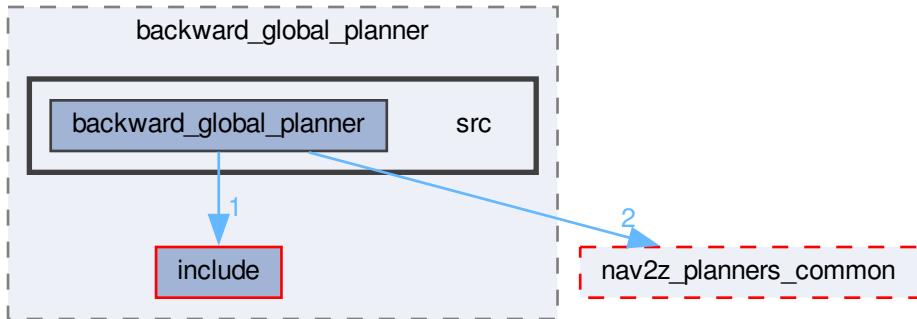 backward_global_planner
backward_global_planner
src
1
2
include
nav2z_planners_common